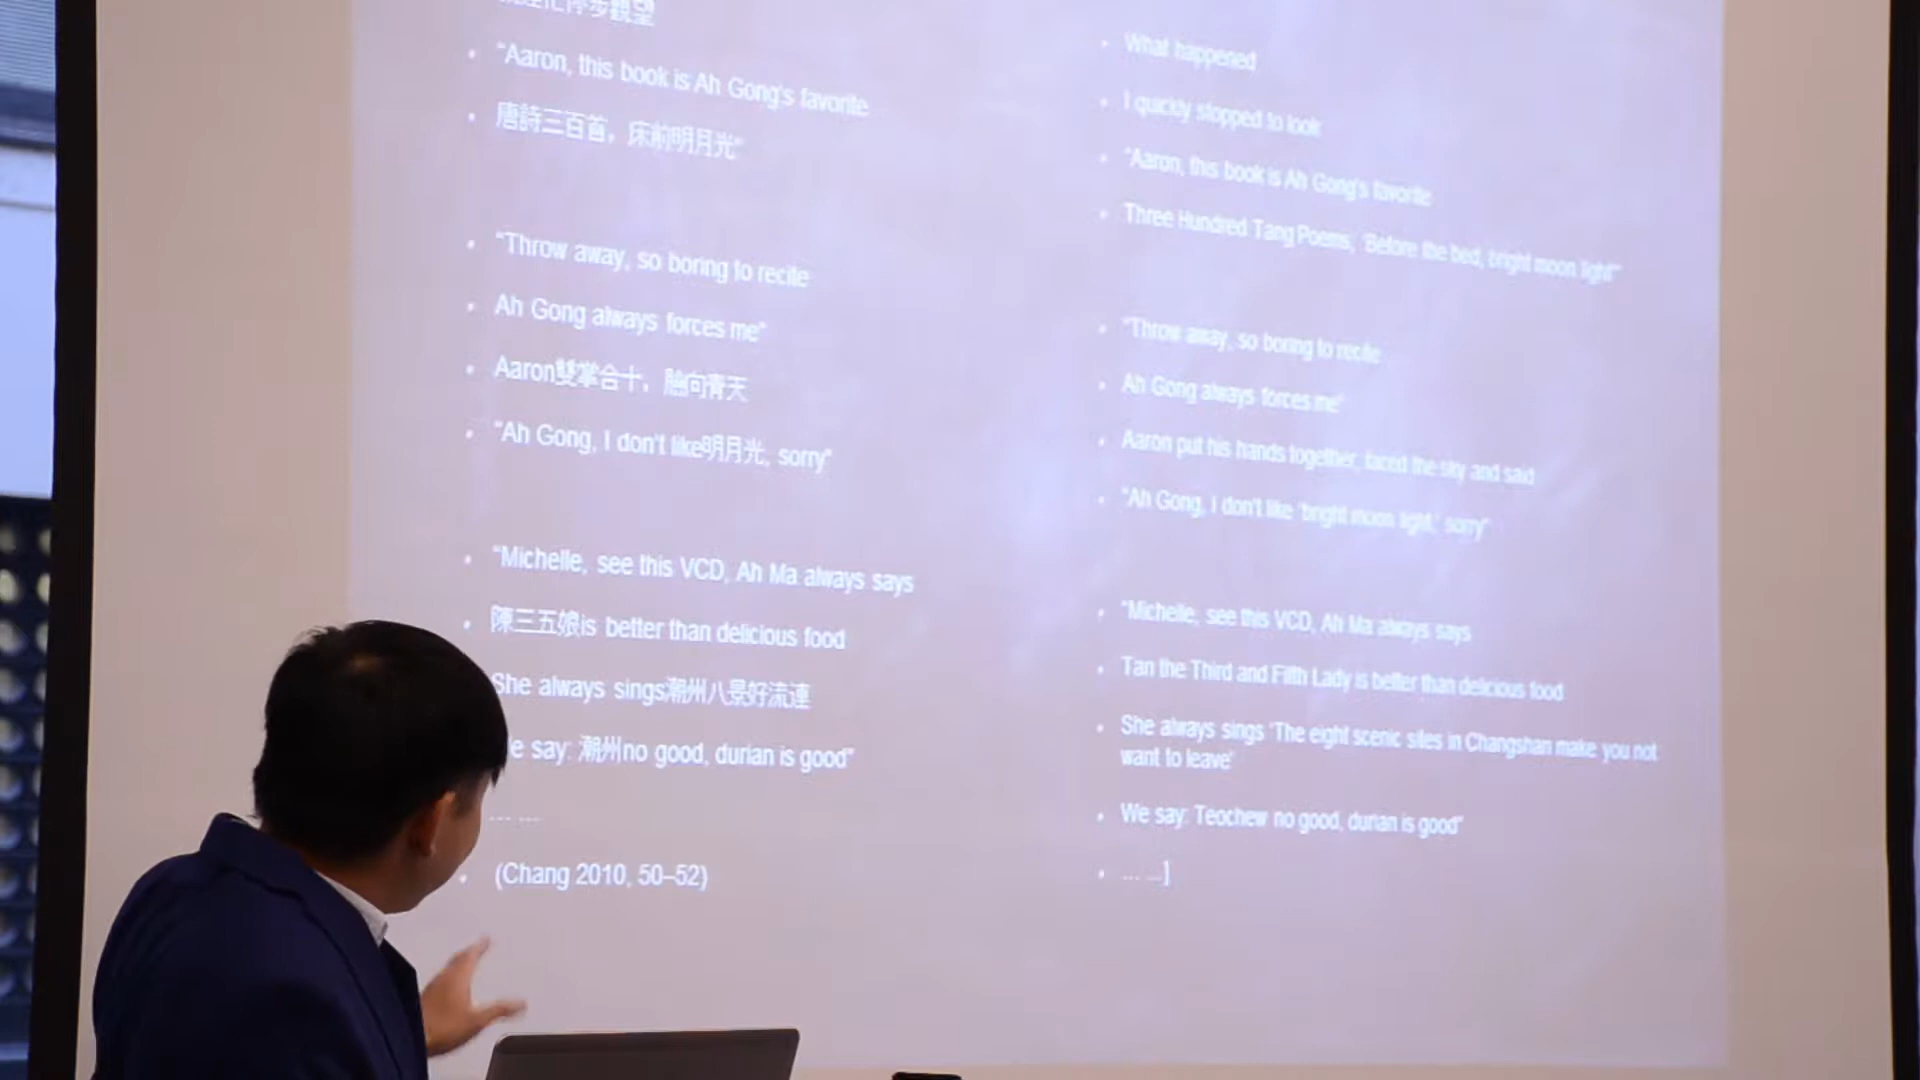 停步觀望
“Aaron, this book is Ah Gong's favorite
唐詩三百首，床前明月光”
“Throw away, so boring to recite
Ah Gong always forces me”
Aaron雙掌合十，臉向青天
“Ah Gong, I don't like明月光, sorry”
“Michelle, see this VCD, Ah Ma always says
陳三五娘is better than delicious food
She always sings潮州八景好流連
e say: 潮州no good, durian is good”
... ...
(Chang 2010, 50–52)
What happened
I quickly stopped to look
“Aaron, this book is Ah Gong's favorite
Three Hundred Tang Poems, ‘Before the bed, bright moon light’”
“Throw away, so boring to recite
Ah Gong always forces me”
Aaron put his hands together, faced the sky and said
“Ah Gong, I don't like ‘bright moon light,’ sorry”
“Michelle, see this VCD, Ah Ma always says
Tan the Third and Fifth Lady is better than delicious food
She always sings ‘The eight scenic sites in Changshan make you not
want to leave’
We say: Teochew no good, durian is good”
... ...]